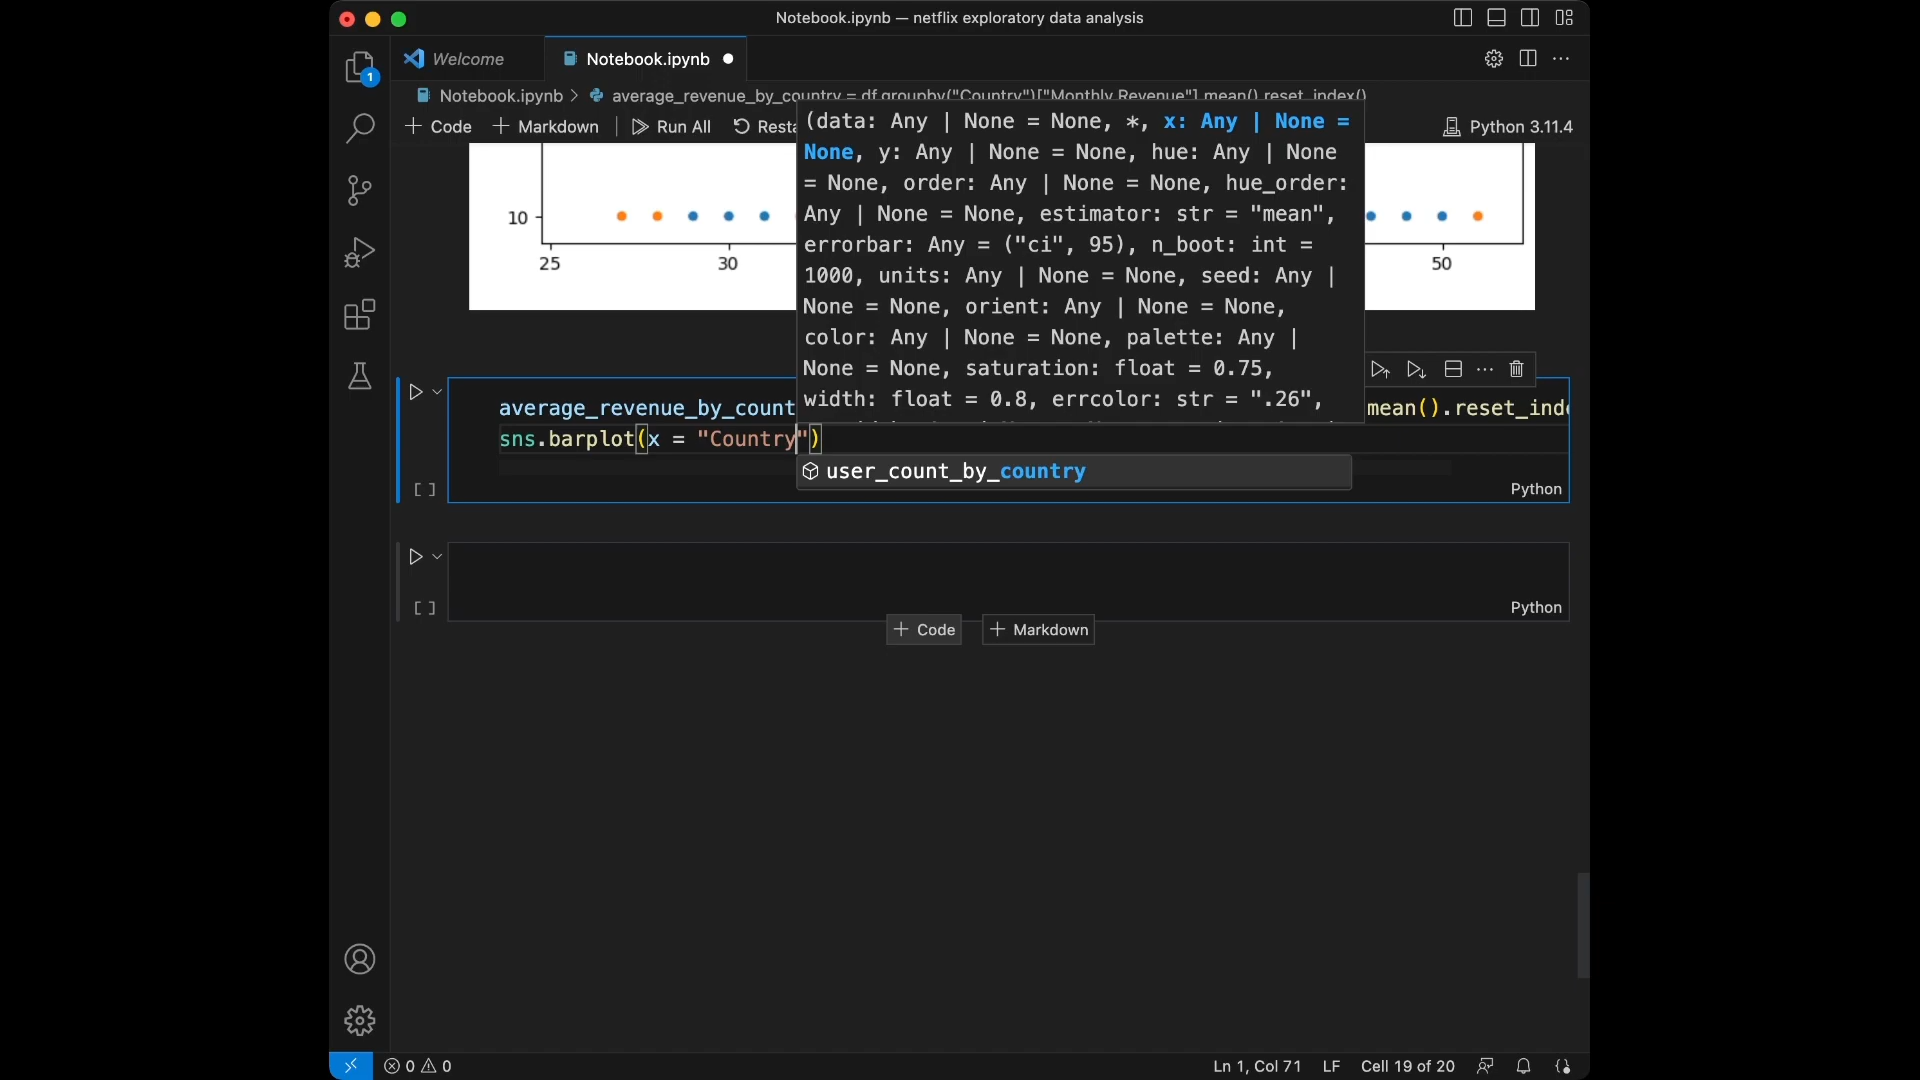 Notebook.ipynb — netflix exploratory data analysis
Welcome
Notebook.ipynb
1
Notebook.ipynb > average_revenue_by_country = df.groupby("Country")["Monthly Revenue"].mean().reset_index()
+ Code + Markdown Run All Resta
Python 3.11.4
(data: Any | None = None, *, x: Any | None =
None, y: Any | None = None, hue: Any | None
= None, order: Any | None = None, hue_order:
Any | None = None, estimator: str = "mean",
errorbar: Any = ("ci", 95), n_boot: int =
1000, units: Any | None = None, seed: Any |
None = None, orient: Any | None = None,
color: Any | None = None, palette: Any |
None = None, saturation: float = 0.75,
width: float = 0.8, errcolor: str = ".26",
10
25 30 50
average_revenue_by_count mean().reset_inde
sns.barplot(x = "Country")
user_count_by_country
[ ]
Python
[ ]
Python
+ Code + Markdown
0 0
Ln 1, Col 71 LF Cell 19 of 20